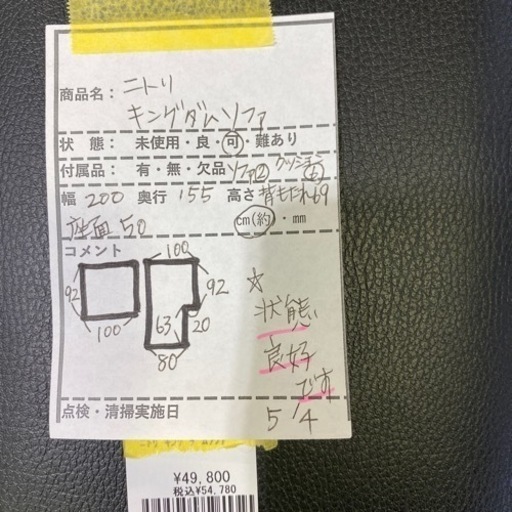 商品名: ニトリ
キングダムソファ
状 態: 未使用・良・可・難あり
付属品: 有・無・欠品 ソファ② クッション⑥
幅 200 奥行 155 高さ 背もたれ69
座面 50 cm(約)・mm
コメント
100
92
92
63
20
100
80
☆
状態
良好
です
点検・清掃実施日 5/4
¥49,800
税込¥54,780